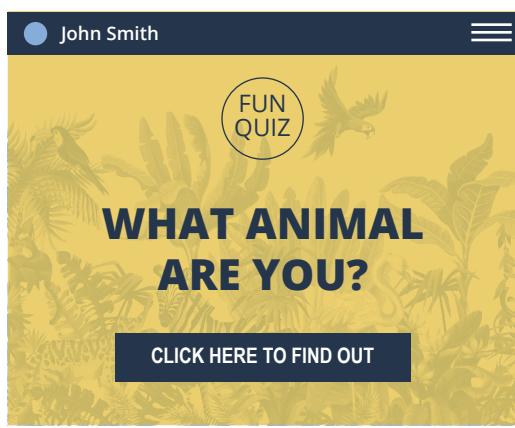 John Smith
FUN
QUIZ
WHAT ANIMAL
ARE YOU?
CLICK HERE TO FIND OUT